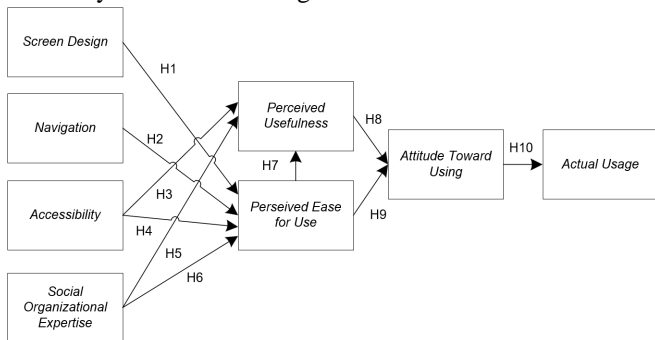 Screen Design
H1
Navigation
H2
Perceived
Usefulness
H8
H7
Attitude Toward
Using
H10
Actual Usage
Accessibility
H3
H4
Perseived Ease
for Use
H9
H5
H6
Social
Organizational
Expertise